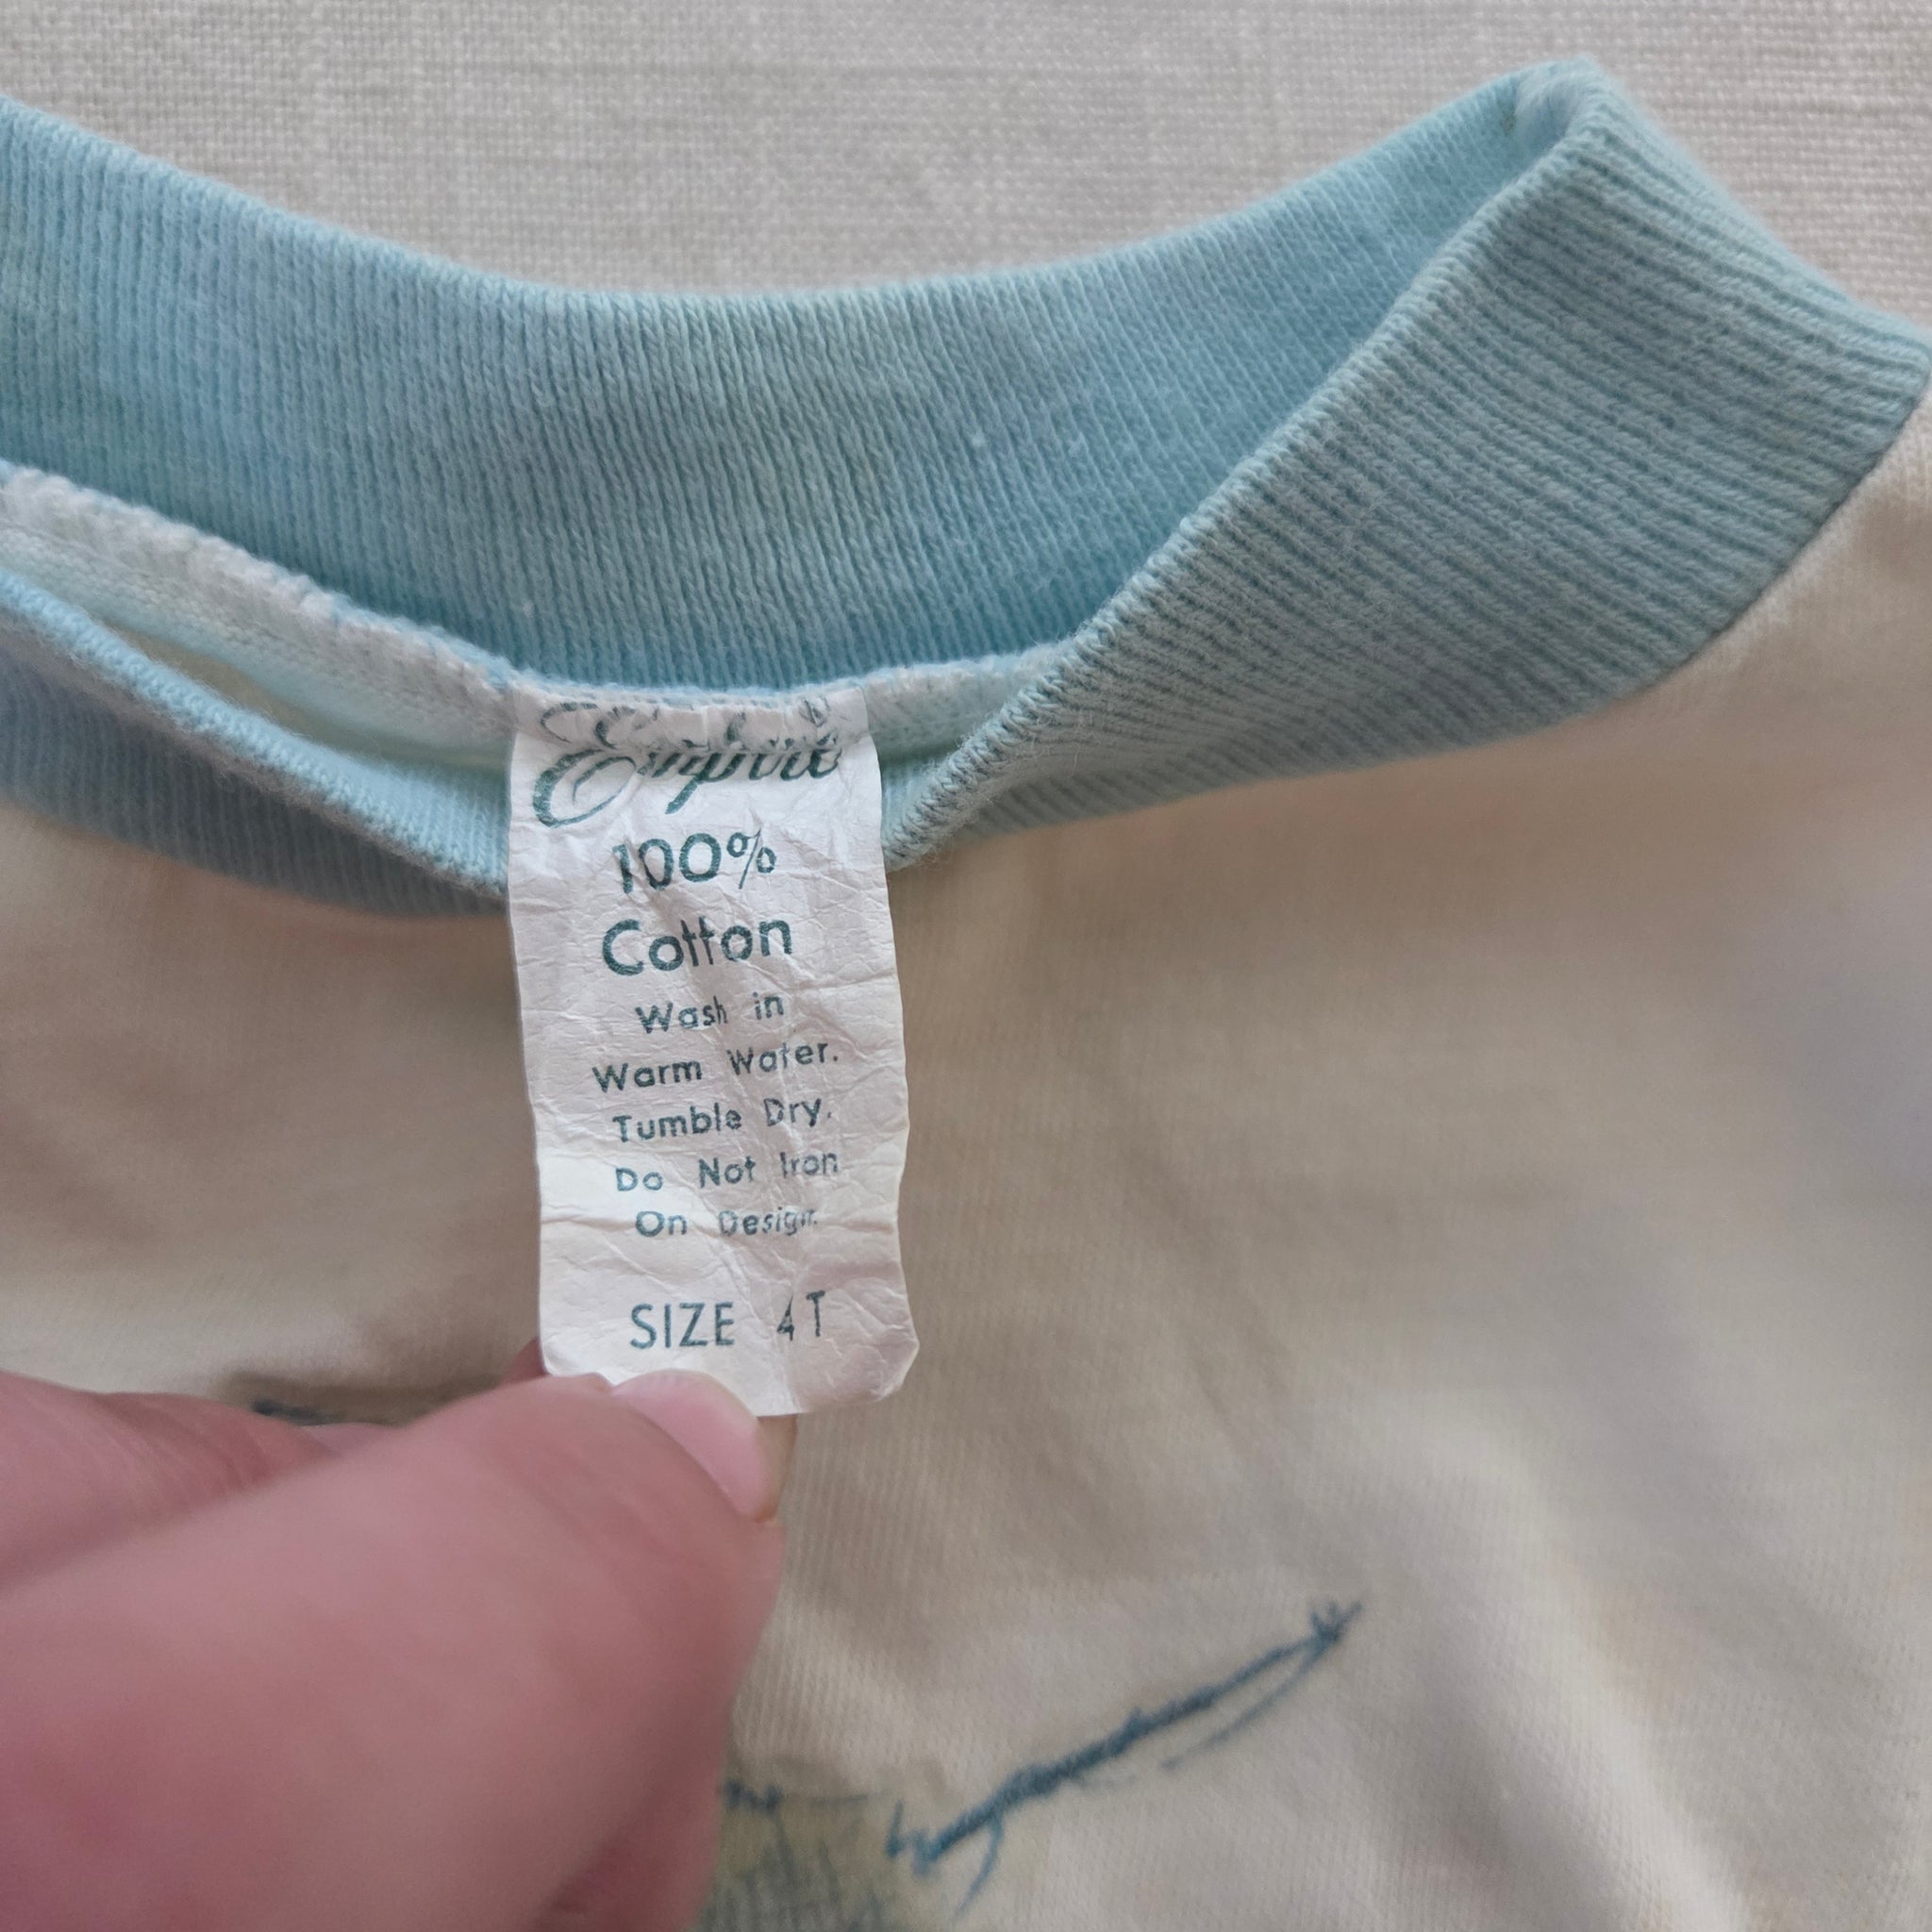 Empire
100%
Cotton
Wash in
Warm Water.
Tumble Dry.
Do Not Iron
On Design.
SIZE 4T